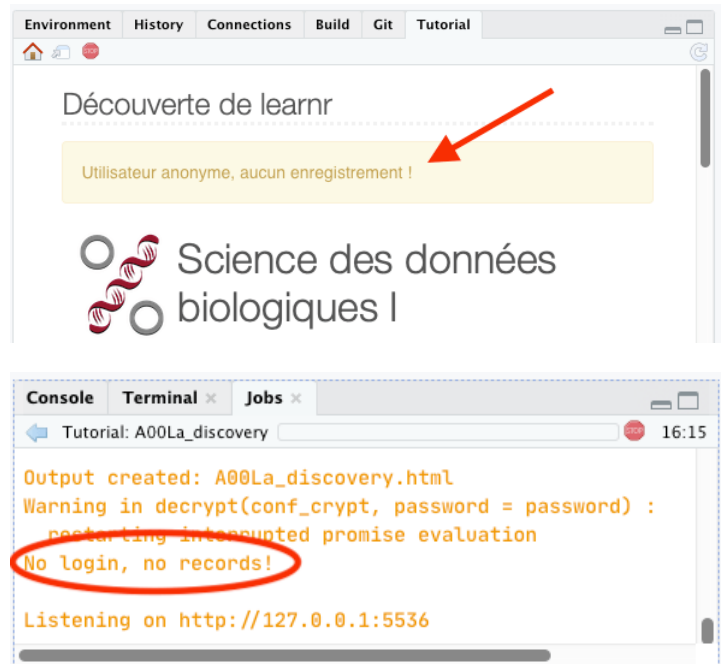 Environment History Connections Build Git Tutorial
STOP
Découverte de learnr
Utilisateur anonyme, aucun enregistrement !
Science des données
biologiques I
Console Terminal × Jobs ×
Tutorial: A00La_discovery STOP 16:15
Output created: A00La_discovery.html
Warning in decrypt(conf_crypt, password = password) :
restarting interrupted promise evaluation
No login, no records!
Listening on http://127.0.0.1:5536